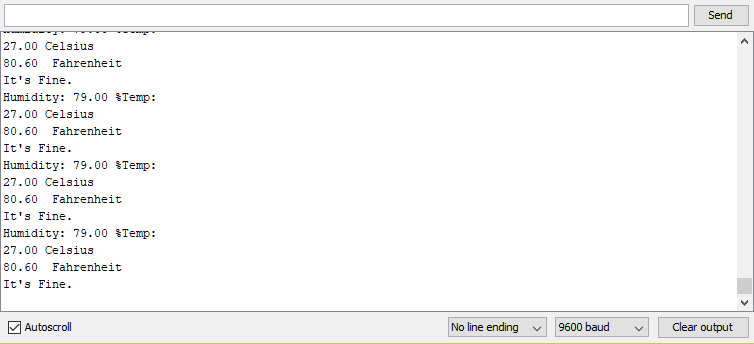 Send
27.00 Celsius
80.60  Fahrenheit
It's Fine.
Humidity: 79.00 %Temp:
27.00 Celsius
80.60  Fahrenheit
It's Fine.
Humidity: 79.00 %Temp:
27.00 Celsius
80.60  Fahrenheit
It's Fine.
Humidity: 79.00 %Temp:
27.00 Celsius
80.60  Fahrenheit
It's Fine.
Autoscroll No line ending 9600 baud Clear output